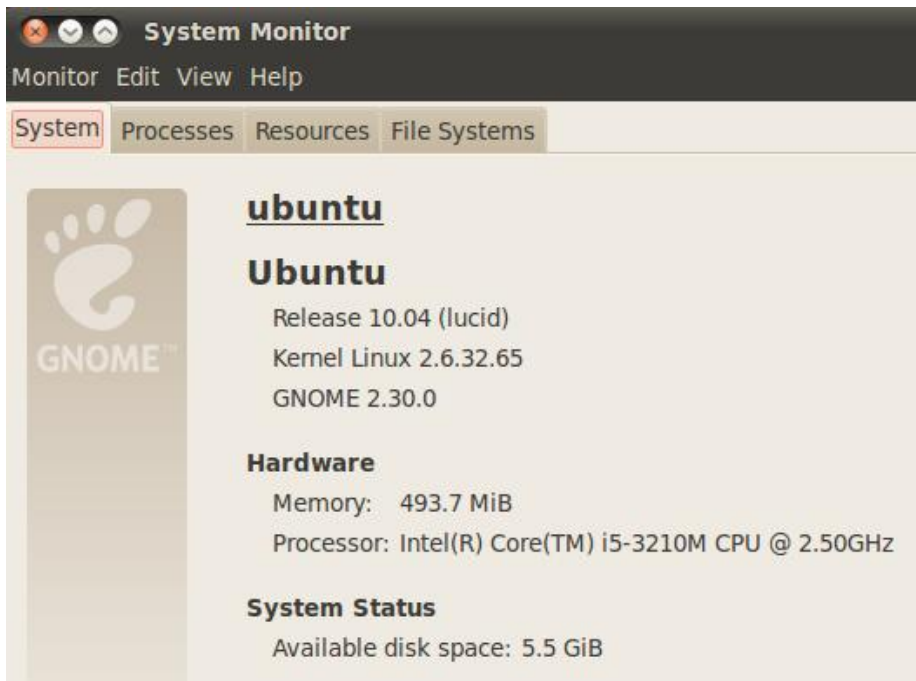 System Monitor
Monitor Edit View Help
System Processes Resources File Systems
GNOME™
ubuntu
Ubuntu
Release 10.04 (lucid)
Kernel Linux 2.6.32.65
GNOME 2.30.0
Hardware
Memory: 493.7 MiB
Processor: Intel(R) Core(TM) i5-3210M CPU @ 2.50GHz
System Status
Available disk space: 5.5 GiB